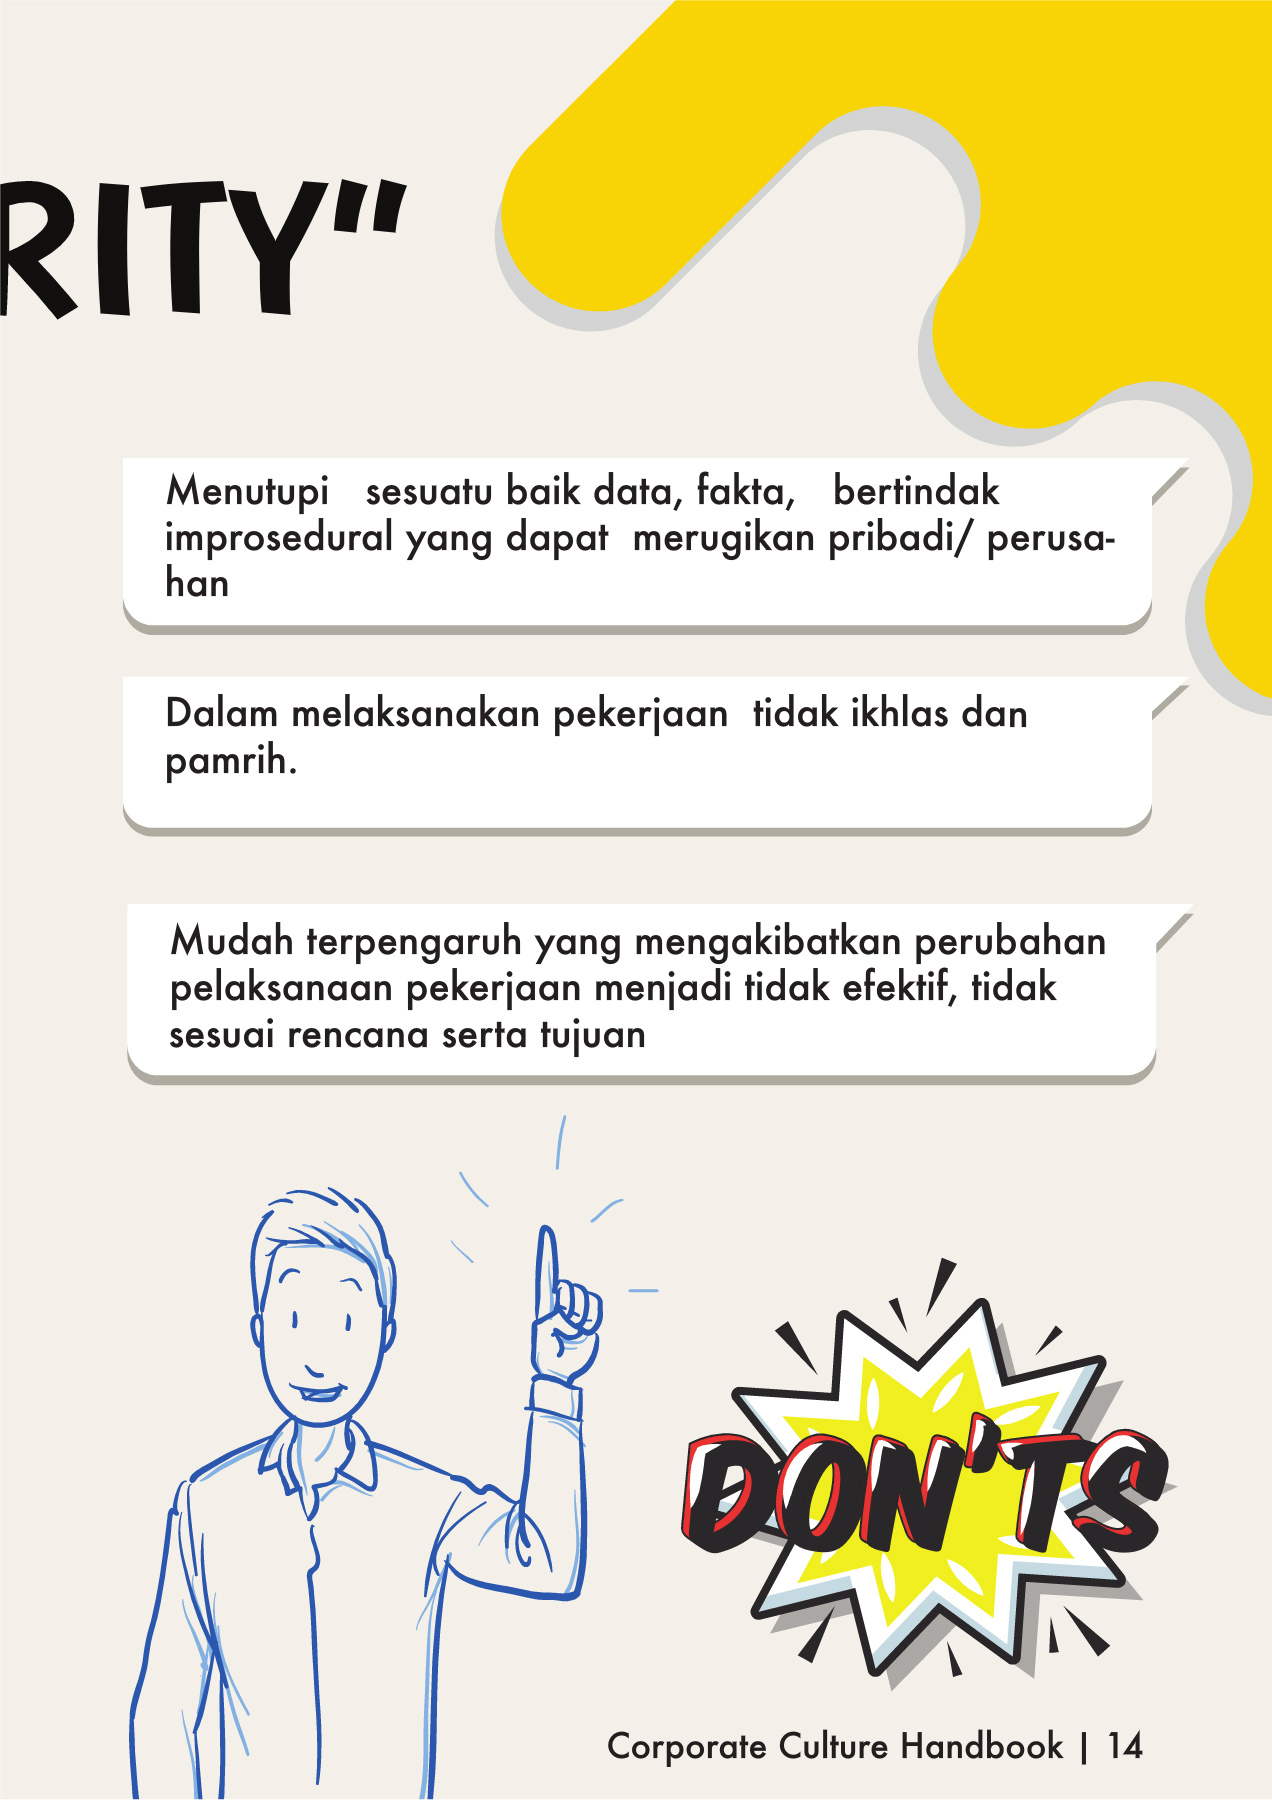 RITY"
Menutupi sesuatu baik data, fakta, bertindak
improsedural yang dapat merugikan pribadi/ perusa-
han
Dalam melaksanakan pekerjaan tidak ikhlas dan
pamrih.
Mudah terpengaruh yang mengakibatkan perubahan
pelaksanaan pekerjaan menjadi tidak efektif, tidak
sesuai rencana serta tujuan
DON'TS
Corporate Culture Handbook | 14